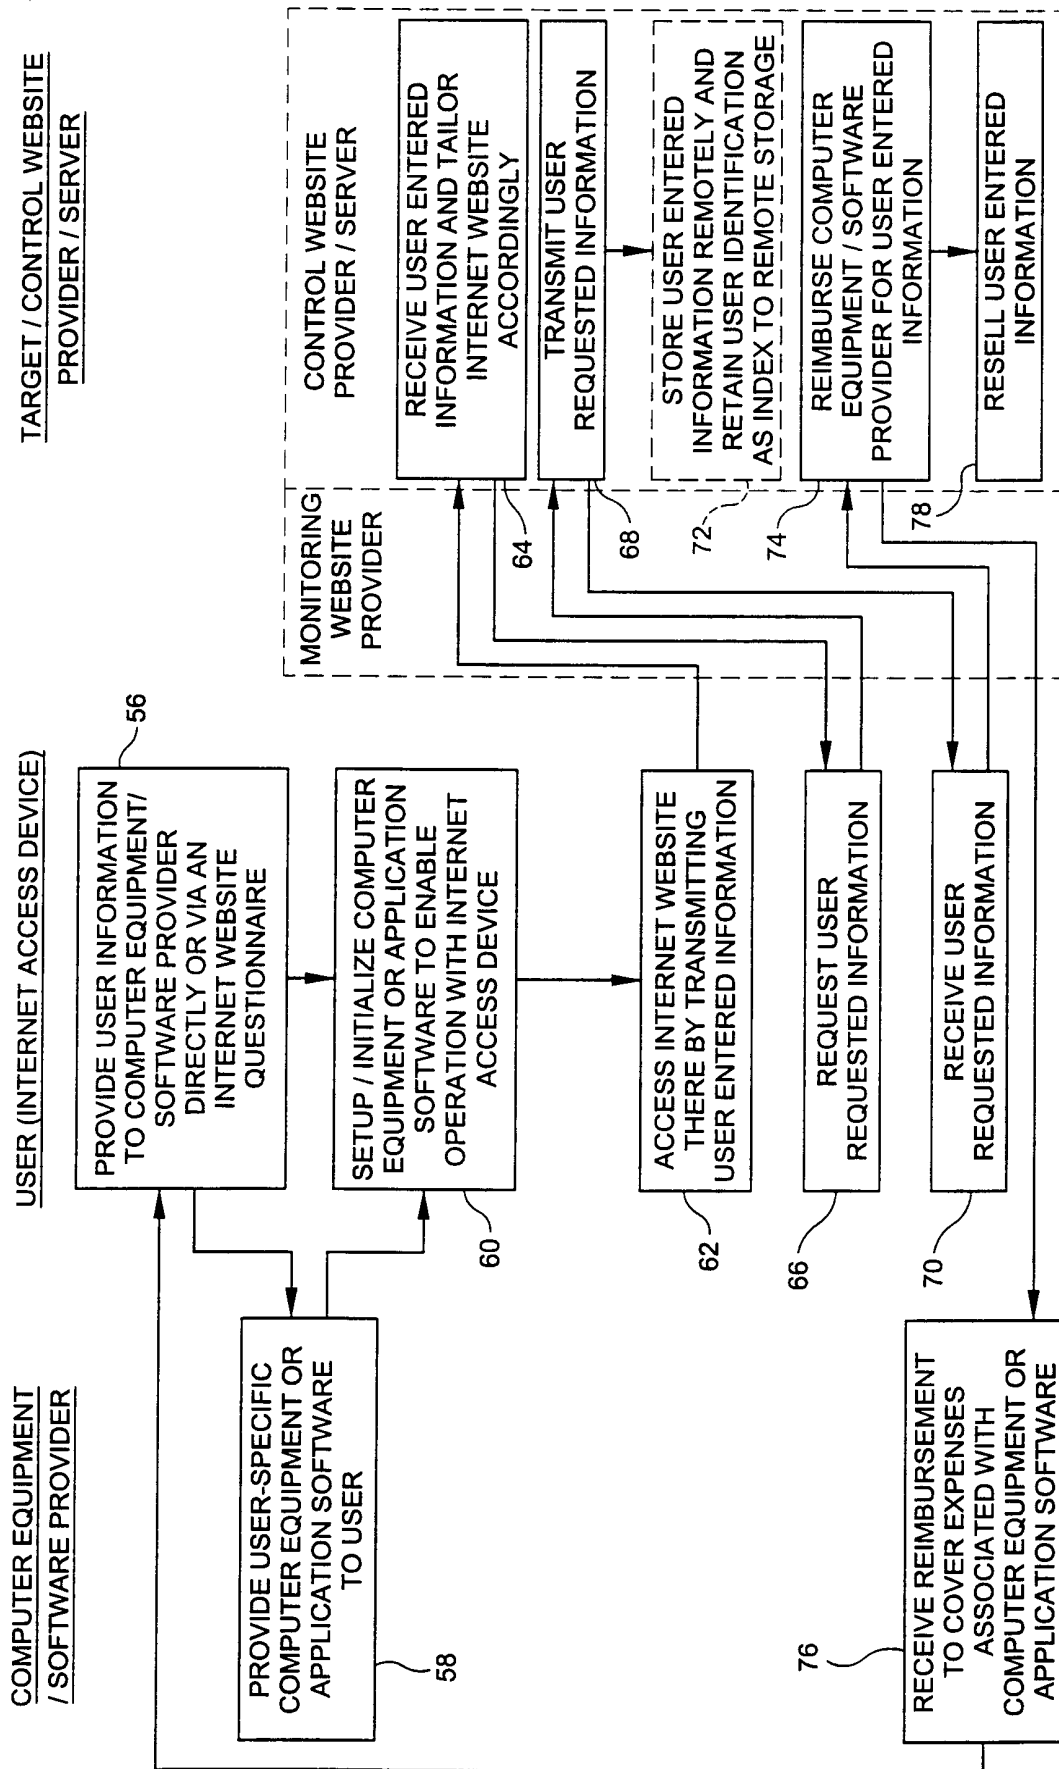 COMPUTER EQUIPMENT
/ SOFTWARE PROVIDER
USER (INTERNET ACCESS DEVICE)
TARGET / CONTROL WEBSITE
PROVIDER / SERVER
PROVIDE USER INFORMATION
TO COMPUTER EQUIPMENT/
SOFTWARE PROVIDER
DIRECTLY OR VIA AN
INTERNET WEBSITE
QUESTIONNAIRE
56
PROVIDE USER-SPECIFIC
COMPUTER EQUIPMENT OR
APPLICATION SOFTWARE
TO USER
58
SETUP / INITIALIZE COMPUTER
EQUIPMENT OR APPLICATION
SOFTWARE TO ENABLE
OPERATION WITH INTERNET
ACCESS DEVICE
60
MONITORING
WEBSITE
PROVIDER
CONTROL WEBSITE
PROVIDER / SERVER
ACCESS INTERNET WEBSITE
THERE BY TRANSMITTING
USER ENTERED INFORMATION
62
RECEIVE USER ENTERED
INFORMATION AND TAILOR
INTERNET WEBSITE
ACCORDINGLY
64
REQUEST USER
REQUESTED INFORMATION
66
TRANSMIT USER
REQUESTED INFORMATION
68
RECEIVE USER
REQUESTED INFORMATION
70
STORE USER ENTERED
INFORMATION REMOTELY AND
RETAIN USER IDENTIFICATION
AS INDEX TO REMOTE STORAGE
72
REIMBURSE COMPUTER
EQUIPMENT / SOFTWARE
PROVIDER FOR USER ENTERED
INFORMATION
74
RECEIVE REIMBURSEMENT
TO COVER EXPENSES
ASSOCIATED WITH
COMPUTER EQUIPMENT OR
APPLICATION SOFTWARE
76
RESELL USER ENTERED
INFORMATION
78